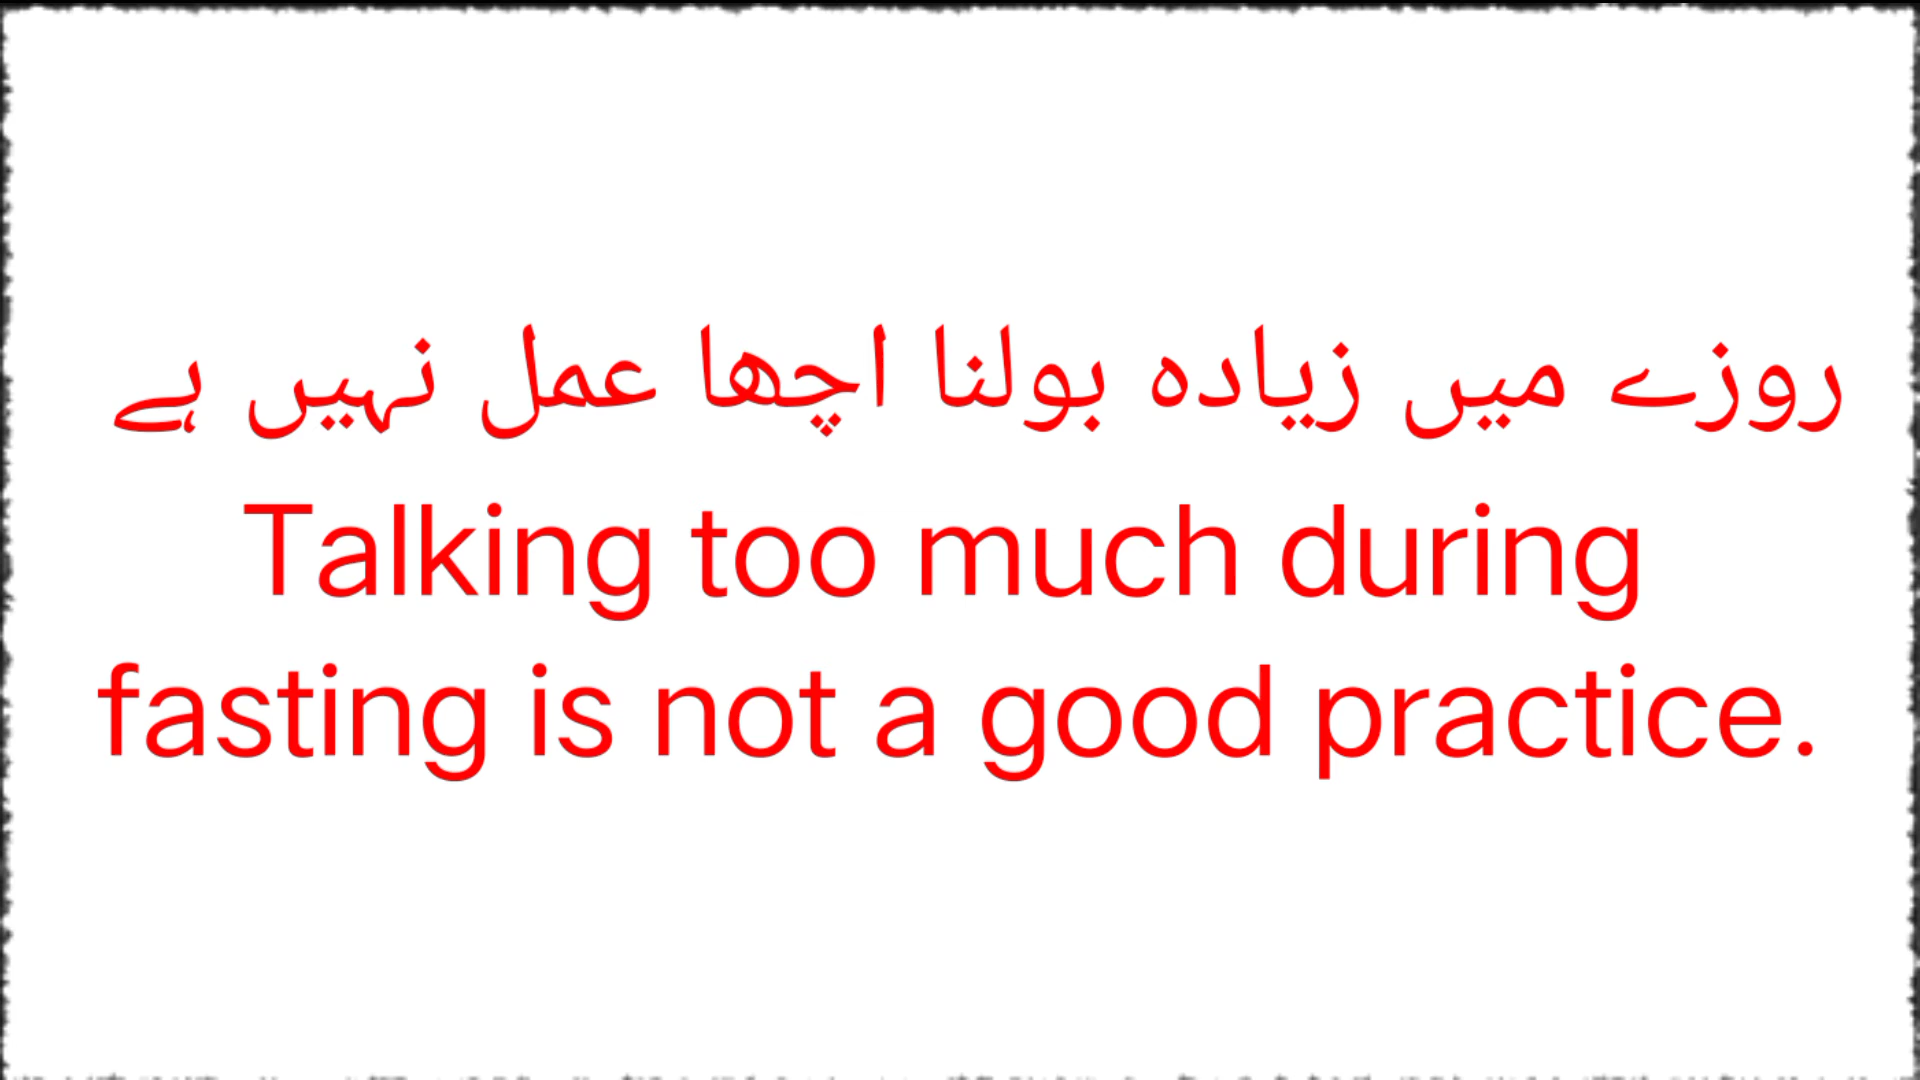 روزے میں زیادہ بولنا اچھا عمل نہیں ہے
Talking too much during
fasting is not a good practice.